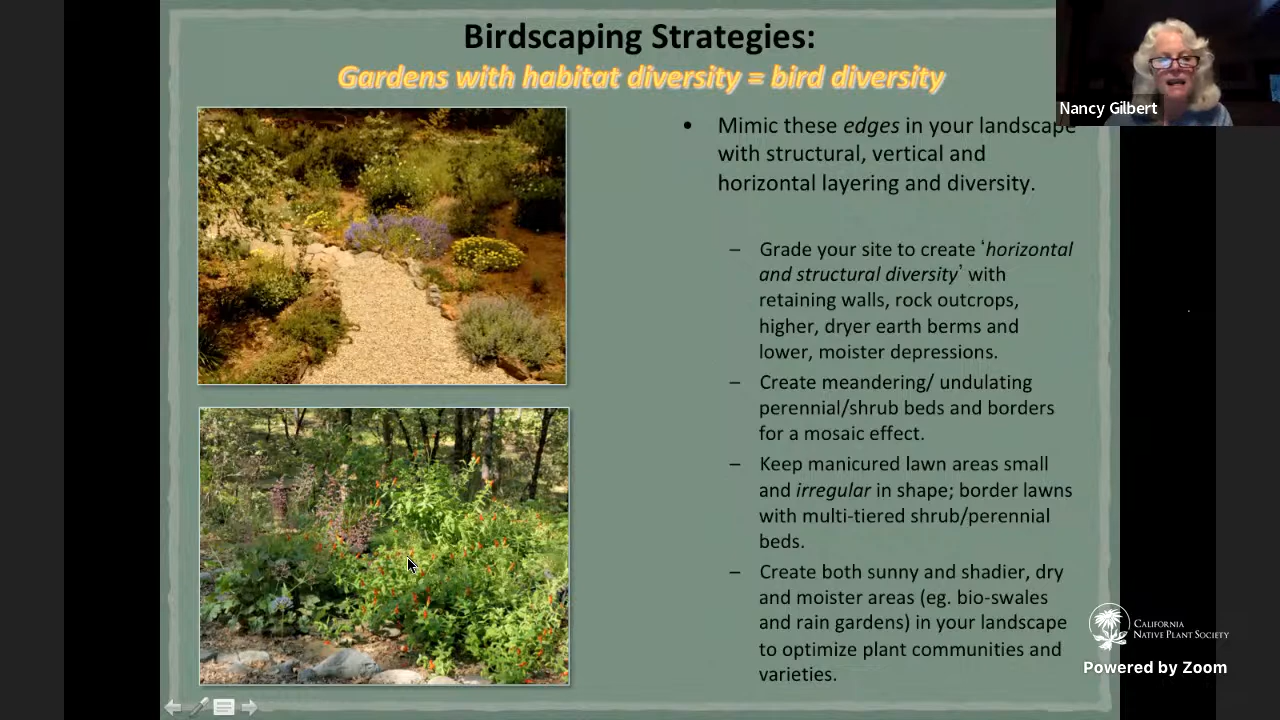 Birdscaping Strategies:
Gardens with habitat diversity = bird diversity
Nancy Gilbert
• Mimic these edges in your landscape
with structural, vertical and
horizontal layering and diversity.
– Grade your site to create ‘horizontal
and structural diversity’ with
retaining walls, rock outcrops,
higher, dryer earth berms and
lower, moister depressions.
– Create meandering/ undulating
perennial/shrub beds and borders
for a mosaic effect.
– Keep manicured lawn areas small
and irregular in shape; border lawns
with multi-tiered shrub/perennial
beds.
– Create both sunny and shadier, dry
and moister areas (eg. bio-swales
and rain gardens) in your landscape
to optimize plant communities and
varieties.
CALIFORNIA
NATIVE PLANT SOCIETY
Powered by Zoom